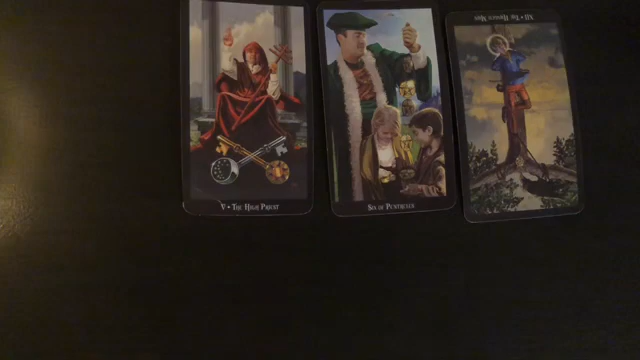 V • The High Priest
Six of Pentacles
XII • The Hanged Man